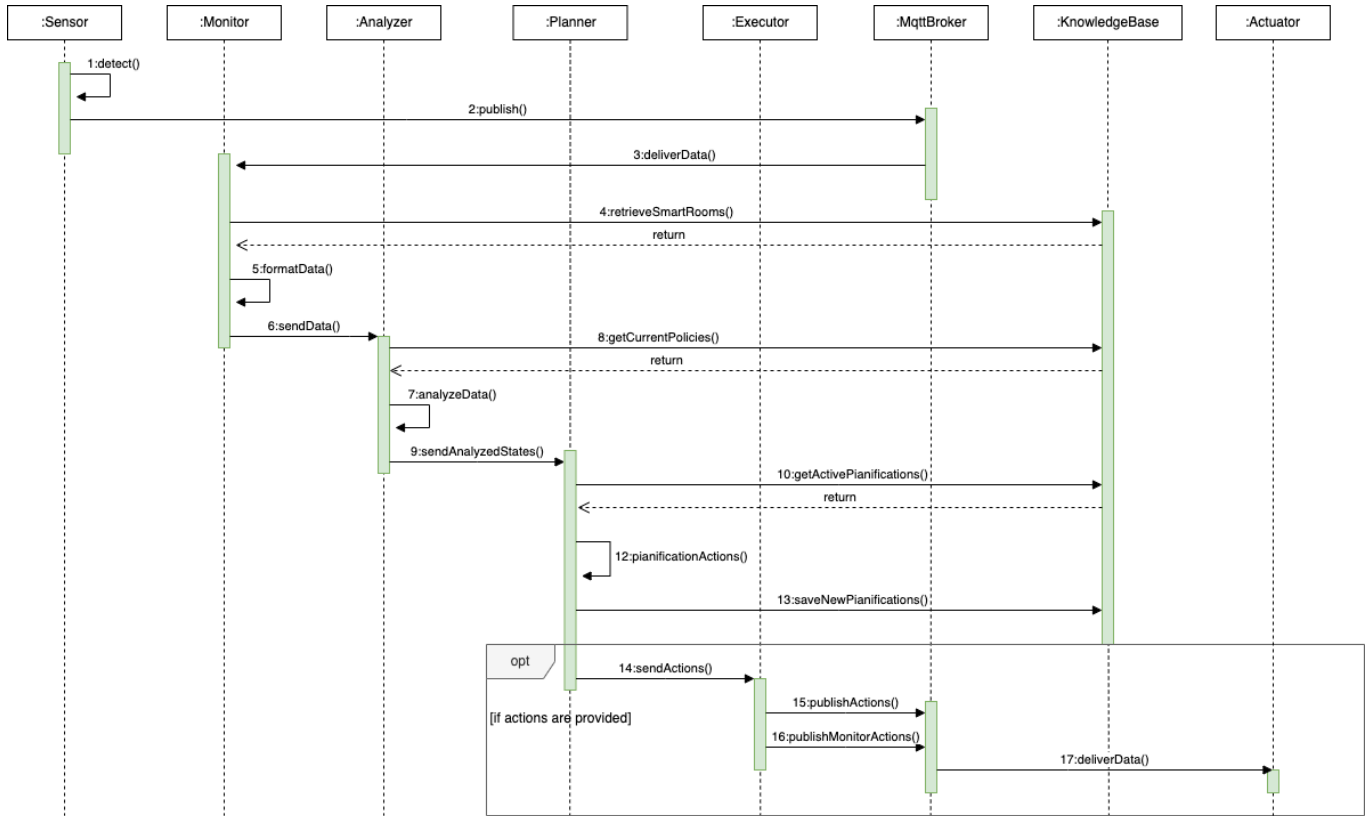 :Sensor
:Monitor
:Analyzer
:Planner
:Executor
:MqttBroker
:KnowledgeBase
:Actuator
1:detect()
2:publish()
3:deliverData()
4:retrieveSmartRooms()
return
5:formatData()
6:sendData()
8:getCurrentPolicies()
return
7:analyzeData()
9:sendAnalyzedStates()
10:getActivePianifications()
return
12:pianificationActions()
13:saveNewPianifications()
opt
14:sendActions()
15:publishActions()
[if actions are provided]
16:publishMonitorActions()
17:deliverData()